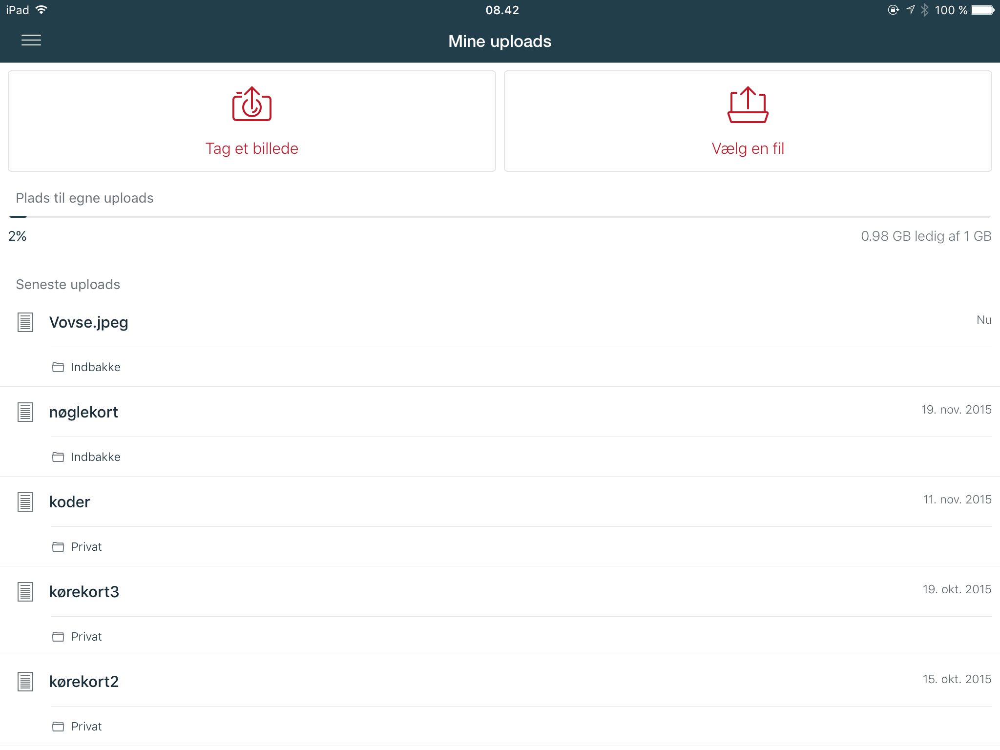 iPad 08.42 100 %
Mine uploads
Tag et billede
Vælg en fil
Plads til egne uploads
2% 0.98 GB ledig af 1 GB
Seneste uploads
Vovse.jpeg Nu
Indbakke
nøglekort 19. nov. 2015
Indbakke
koder 11. nov. 2015
Privat
kørekort3 19. okt. 2015
Privat
kørekort2 15. okt. 2015
Privat